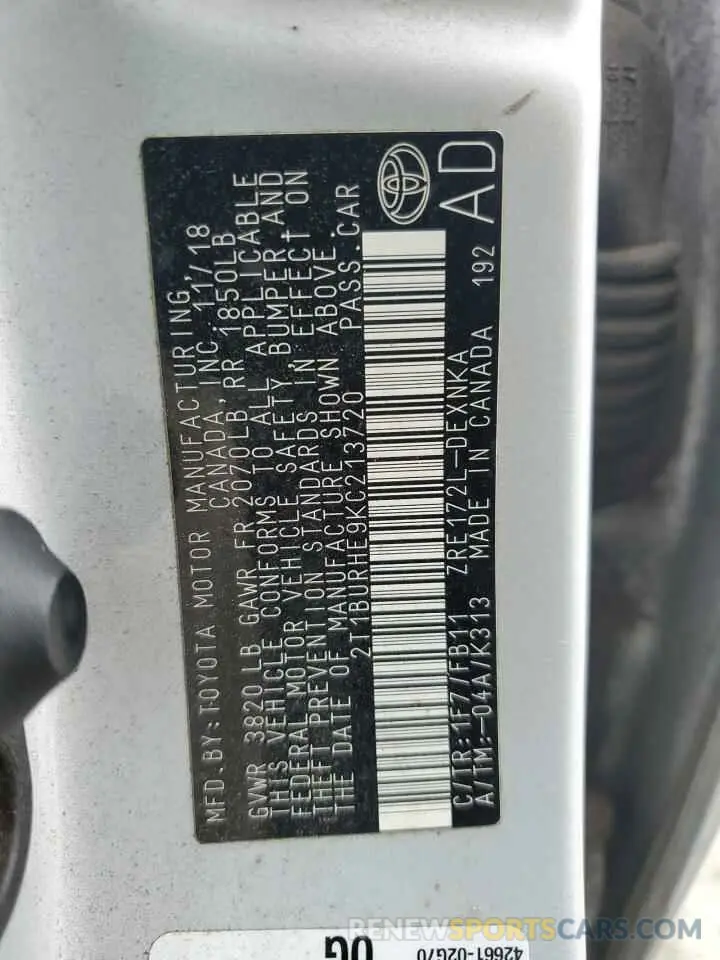 MFD.BY:TOYOTA MOTOR MANUFACTURING,
CANADA, INC. 11/18
GVWR 3820LB GAWR FR 2070LB, RR 1850LB
THIS VEHICLE CONFORMS TO ALL APPLICABLE
FEDERAL MOTOR VEHICLE SAFETY, BUMPER, AND
THEFT PREVENTION STANDARDS IN EFFECT ON
THE DATE OF MANUFACTURE SHOWN ABOVE.
2T1BURHE9KC213720 PASS.CAR
C/TR:1F7/FB11 ZRE172L-DEXNKA
A/TM:-04A/K313 MADE IN CANADA 192
AD
42661-02G70
0G
RENEWSPORTSCARS.COM